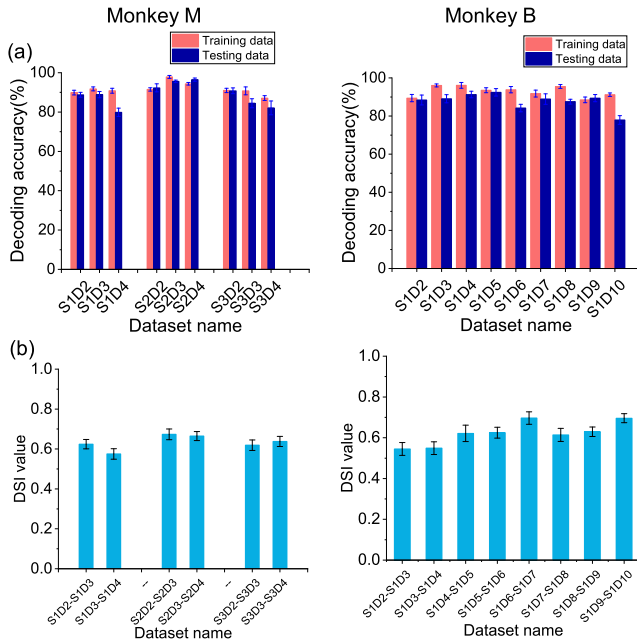 Monkey M
Monkey B
(a)
Training data
Testing data
Decoding accuracy(%)
100
80
60
40
20
0
S1D2
S1D3
S1D4
S2D2
S2D3
S2D4
S3D2
S3D3
S3D4
Dataset name
Training data
Testing data
Decoding accuracy(%)
100
80
60
40
20
0
S1D2
S1D3
S1D4
S1D5
S1D6
S1D7
S1D8
S1D9
S1D10
Dataset name
(b)
DSI value
1.0
0.8
0.6
0.4
0.2
0.0
S1D2-S1D3
S1D3-S1D4
--
S2D2-S2D3
S2D3-S2D4
--
S3D2-S3D3
S3D3-S3D4
Dataset name
DSI value
1.0
0.8
0.6
0.4
0.2
0.0
S1D2-S1D3
S1D3-S1D4
S1D4-S1D5
S1D5-S1D6
S1D6-S1D7
S1D7-S1D8
S1D8-S1D9
S1D9-S1D10
Dataset name